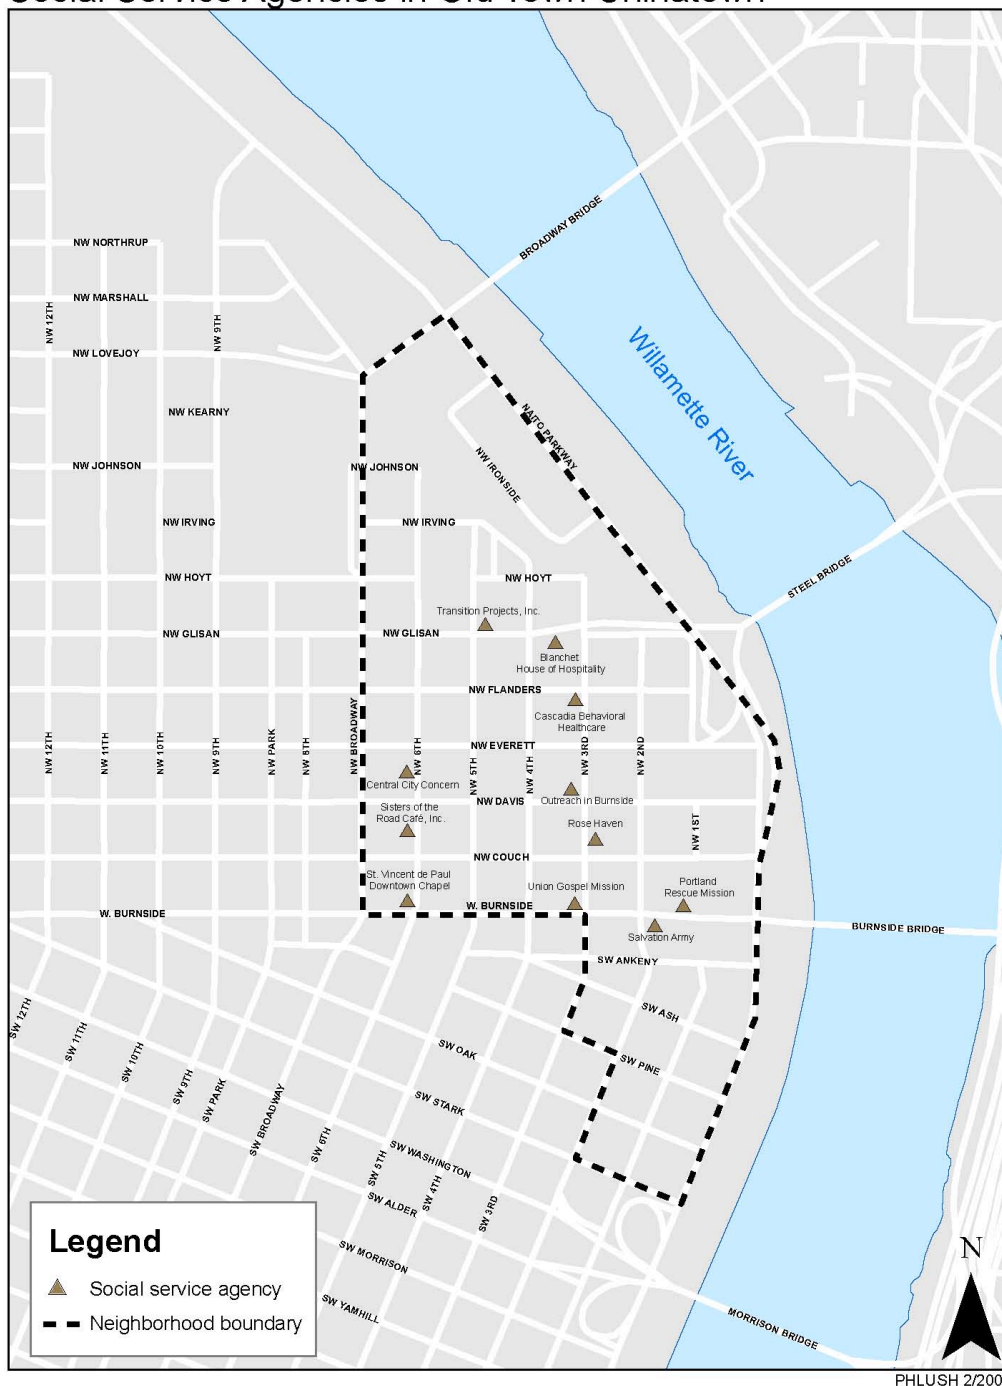 Social Service Agencies in Old Town Chinatown
BROADWAY BRIDGE
NW NORTHRUP
NW MARSHALL
NW 12TH
NW 9TH
NW LOVEJOY
Willamette River
NW KEARNY
NAITO PARKWAY
NW JOHNSON
NW JOHNSON
NW IRONSIDE
NW IRVING
NW IRVING
STEEL BRIDGE
NW HOYT
NW HOYT
Transition Projects, Inc.
NW GLISAN
NW GLISAN
Blanchet
House of Hospitality
NW FLANDERS
Cascadia Behavioral
Healthcare
NW EVERETT
NW 12TH
NW 11TH
NW 10TH
NW 9TH
NW PARK
NW 8TH
NW BROADWAY
NW 6TH
NW 5TH
NW 4TH
NW 3RD
NW 2ND
Central City Concern
NW DAVIS
Outreach in Burnside
Sisters of the
Road Café, Inc.
Rose Haven
NW 1ST
NW COUCH
St. Vincent de Paul
Downtown Chapel
Union Gospel Mission
Portland
Rescue Mission
W. BURNSIDE
W. BURNSIDE
BURNSIDE BRIDGE
Salvation Army
SW ANKENY
SW ASH
SW 12TH
SW 11TH
SW 10TH
SW 9TH
SW PARK
SW BROADWAY
SW 6TH
SW 5TH
SW 4TH
SW 3RD
SW OAK
SW PINE
SW STARK
SW WASHINGTON
SW ALDER
SW MORRISON
SW YAMHILL
MORRISON BRIDGE
Legend
Social service agency
Neighborhood boundary
N
PHLUSH 2/200